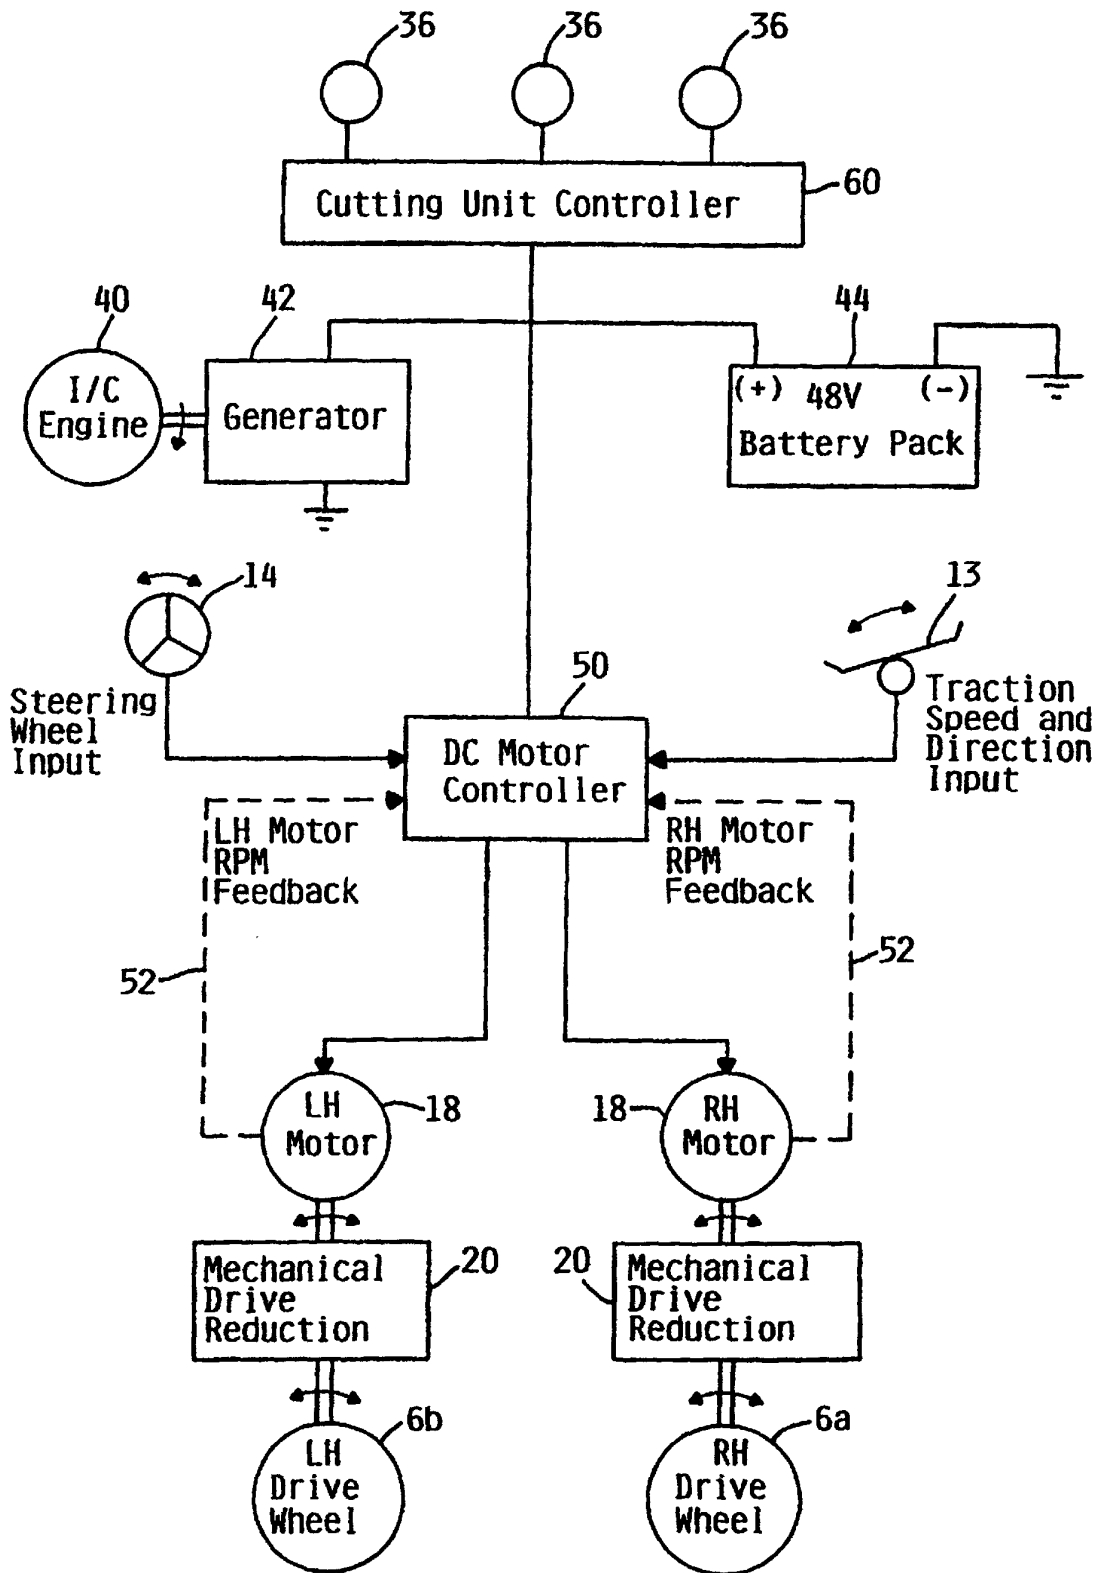 36
36
36
Cutting Unit Controller
60
40
42
44
I/C
Engine
Generator
(+) 48V (-)
Battery Pack
14
13
Steering
Wheel
Input
50
DC Motor
Controller
Traction
Speed and
Direction
Input
LH Motor
RPM
Feedback
RH Motor
RPM
Feedback
52
52
LH
Motor
18
18
RH
Motor
Mechanical
Drive
Reduction
20
20
Mechanical
Drive
Reduction
6b
6a
LH
Drive
Wheel
RH
Drive
Wheel